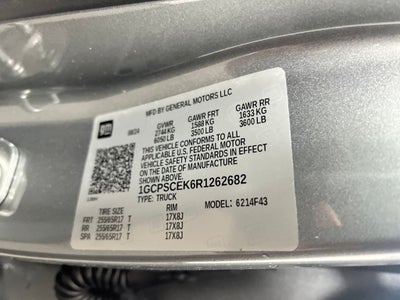 MFD BY GENERAL MOTORS LLC
GM
08/24
GVWR
GAWR FRT
GAWR RR
2744 KG
1588 KG
1633 KG
6050 LB
3500 LB
3600 LB
THIS VEHICLE CONFORMS TO ALL
APPLICABLE U.S. FEDERAL MOTOR
VEHICLE SAFETY STANDARDS IN EFFECT
ON THE DATE OF MANUFACTURE SHOWN ABOVE.
1GCPSCEK6R1262682
TYPE: TRUCK
MODEL: 6214F43
TIRE SIZE
RIM
FRT 255/65R17 T 17X8J
RR 255/65R17 T 17X8J
SPA 255/65R17 T 17X8J